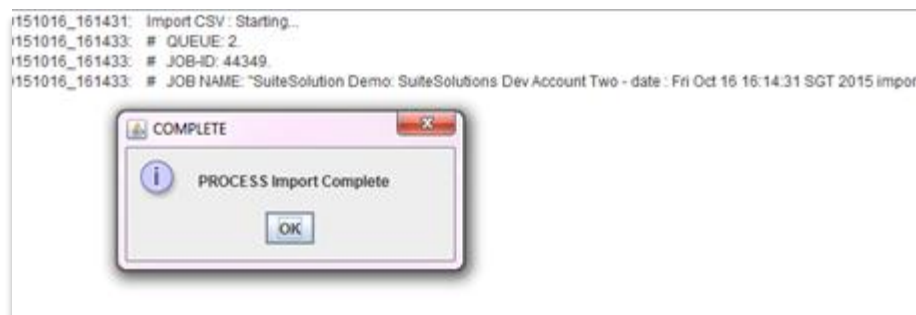 151016_161431: Import CSV : Starting...
151016_161433: # QUEUE: 2.
151016_161433: # JOB-ID: 44349.
151016_161433: # JOB NAME: "SuiteSolution Demo: SuiteSolutions Dev Account Two - date : Fri Oct 16 16:14:31 SGT 2015 impor
COMPLETE
PROCESS Import Complete
OK